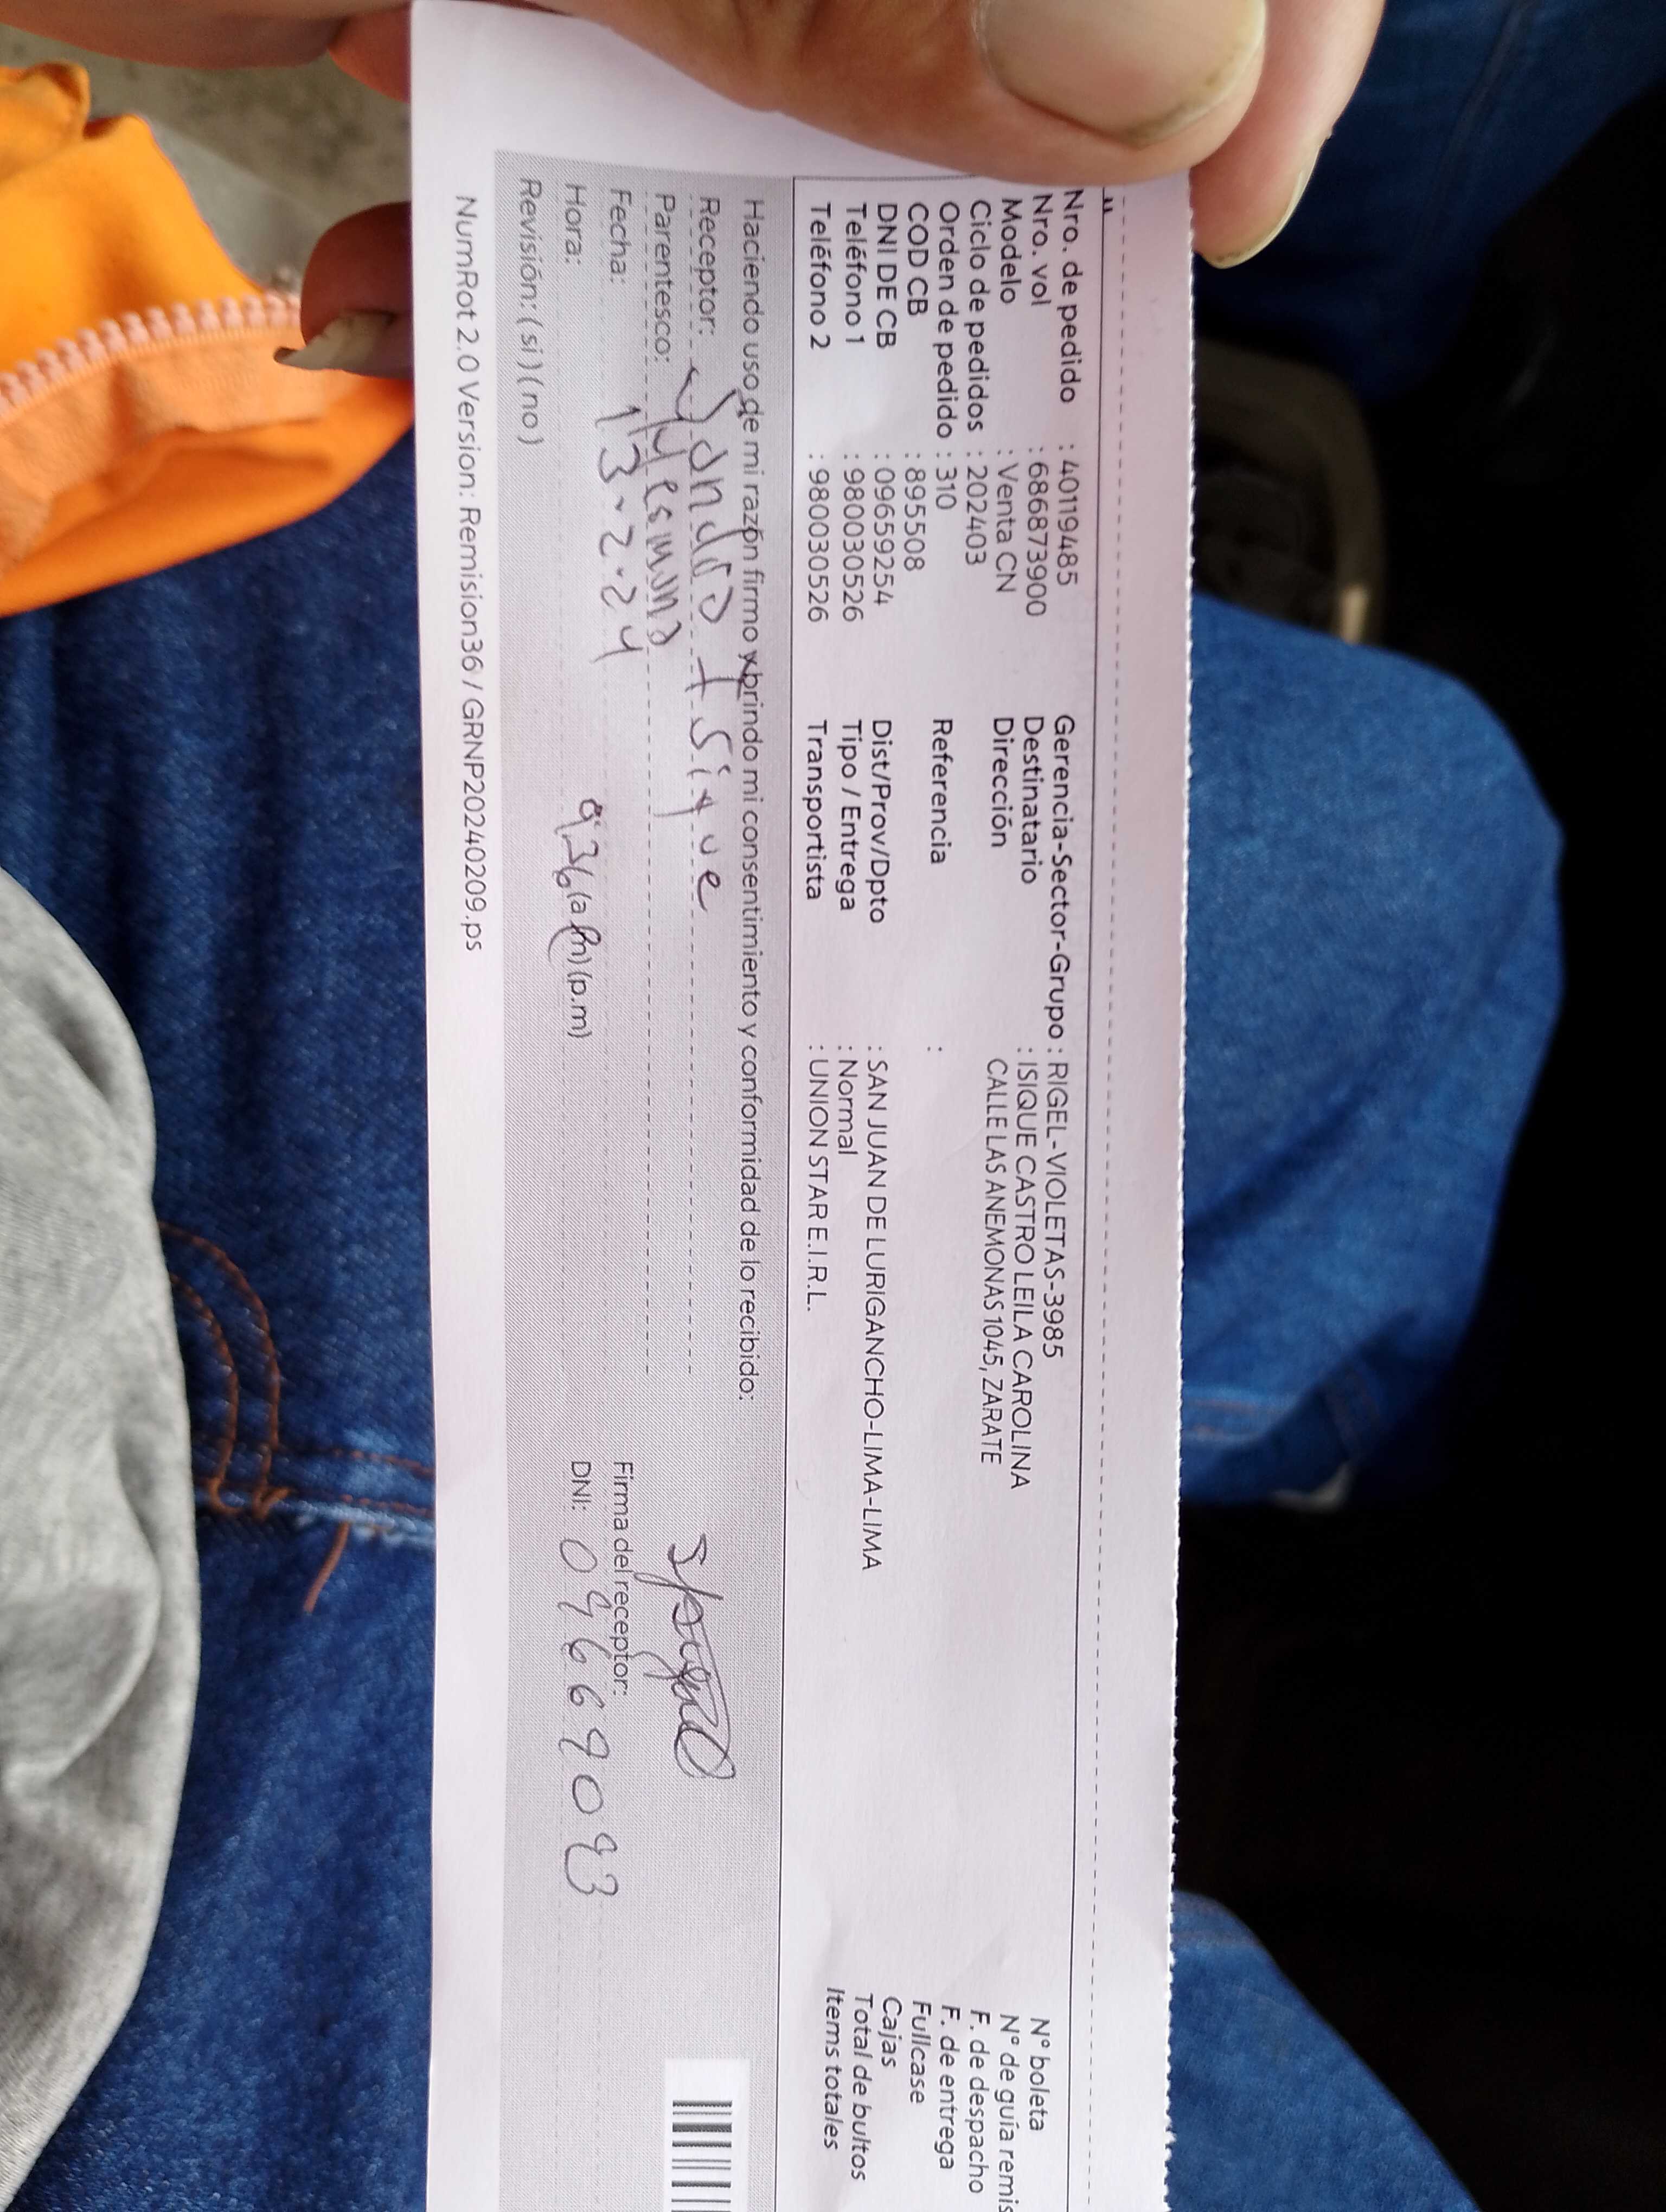 Nro. de pedido : 40119485
Nro. vol : 686873900
Modelo : Venta CN
Ciclo de pedidos : 202403
Orden de pedido : 310
COD CB : 895508
DNI DE CB : 09659254
Teléfono 1 : 980030526
Teléfono 2 : 980030526
Gerencia-Sector-Grupo : RIGEL-VIOLETAS-3985
Destinatario : ISIQUE CASTRO LEILA CAROLINA
Dirección CALLE LAS ANEMONAS 1045, ZARATE
Referencia :
Dist/Prov/Dpto : SAN JUAN DE LURIGANCHO-LIMA-LIMA
Tipo / Entrega : Normal
Transportista : UNION STAR E.I.R.L.
N° boleta
N° de guía remis
F. de despacho
F. de entrega
Fullcase
Cajas
Total de bultos
Items totales
Haciendo uso de mi razón firmo y brindo mi consentimiento y conformidad de lo recibido:
Receptor:
Parentesco:
Fecha: 13-2-24
Hora: 9 36 (a.m) (p.m)
Revisión: (si) (no)
Firma del receptor:
DNI: 09669093
NumRot 2.0 Version: Remision36 / GRNP20240209.ps